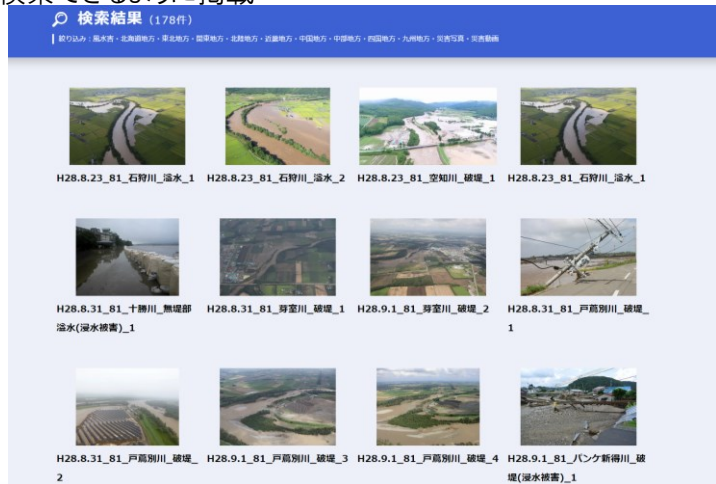 検索できるように掲載
検索結果（178件）
絞り込み：風水害・北海道地方・東北地方・関東地方・北陸地方・近畿地方・中国地方・中部地方・四国地方・九州地方・災害写真・災害動画
H28.8.23_81_石狩川_溢水_1 H28.8.23_81_石狩川_溢水_2 H28.8.23_81_空知川_破堤_1 H28.8.23_81_石狩川_溢水_1
H28.8.31_81_十勝川_無堤部 H28.8.31_81_芽室川_破堤_1 H28.9.1_81_芽室川_破堤_2 H28.8.31_81_戸蔦別川_破堤_
溢水(浸水被害)_1 1
H28.8.31_81_戸蔦別川_破堤_ H28.9.1_81_戸蔦別川_破堤_3 H28.9.1_81_戸蔦別川_破堤_4 H28.9.1_81_パンケ新得川_破
2 堤(浸水被害)_1